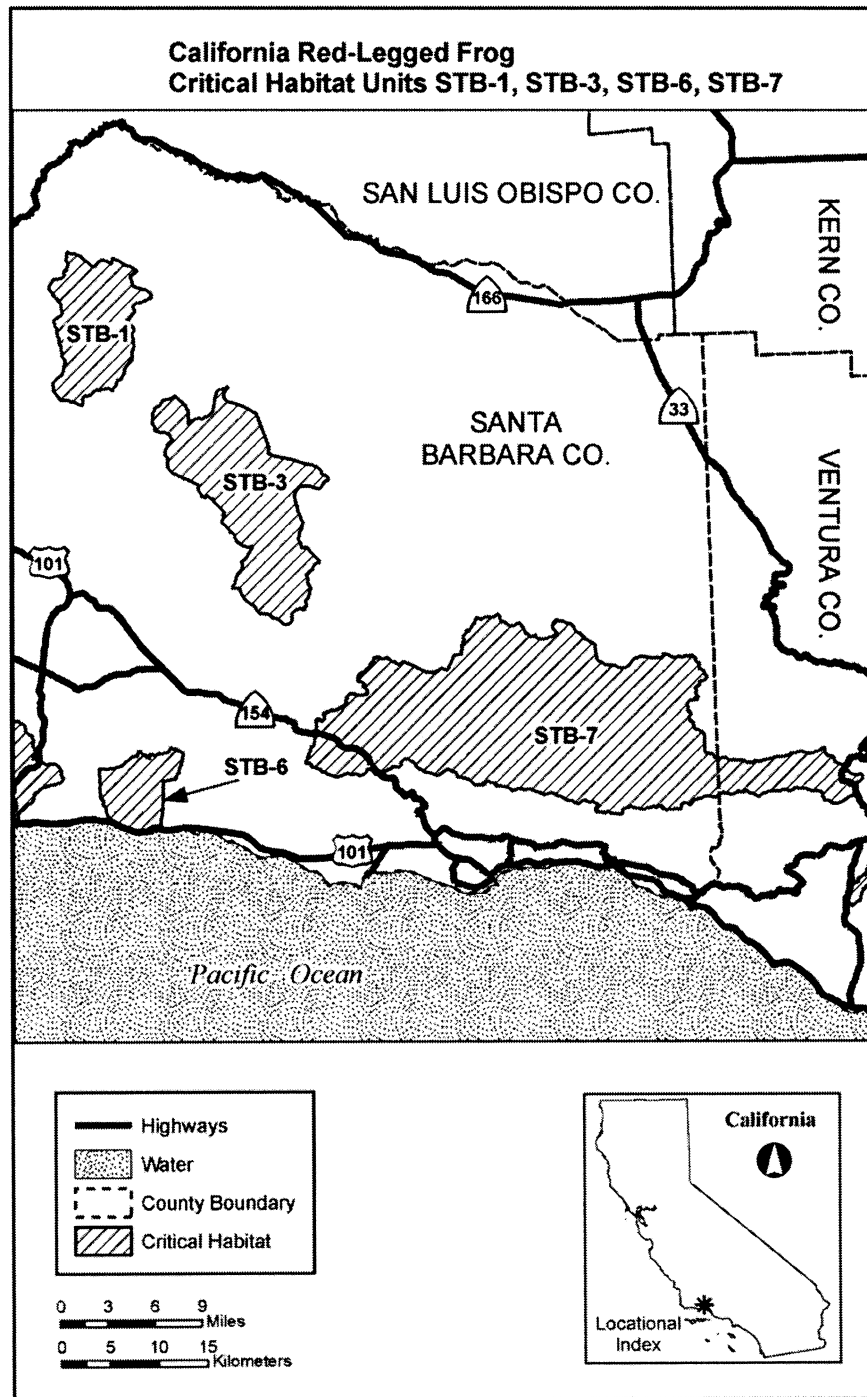 California Red-Legged Frog
Critical Habitat Units STB-1, STB-3, STB-6, STB-7
SAN LUIS OBISPO CO.
KERN CO.
166
STB-1
33
SANTA
BARBARA CO.
VENTURA CO.
STB-3
101
154
STB-7
STB-6
101
Pacific Ocean
Highways
Water
County Boundary
Critical Habitat
0 3 6 9
Miles
0 5 10 15
Kilometers
California
Locational
Index